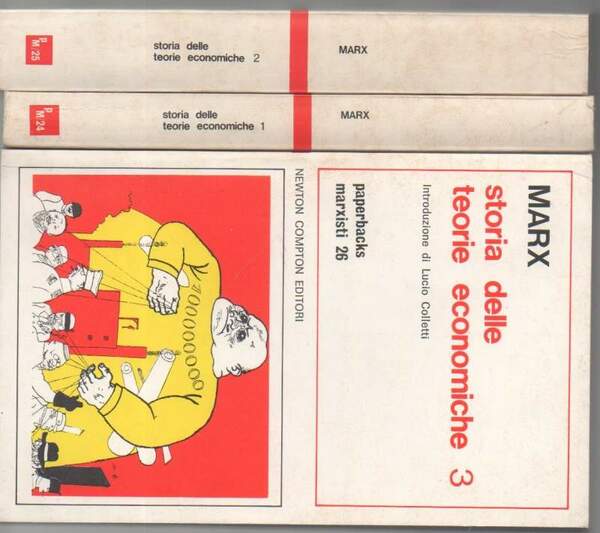 P
M/25
storia delle
teorie economiche 2
MARX
P
M/24
storia delle
teorie economiche 1
MARX
MARX
storia delle
teorie economiche 3
Introduzione di Lucio Colletti
paperbacks
marxisti 26
NEWTON COMPTON EDITORI